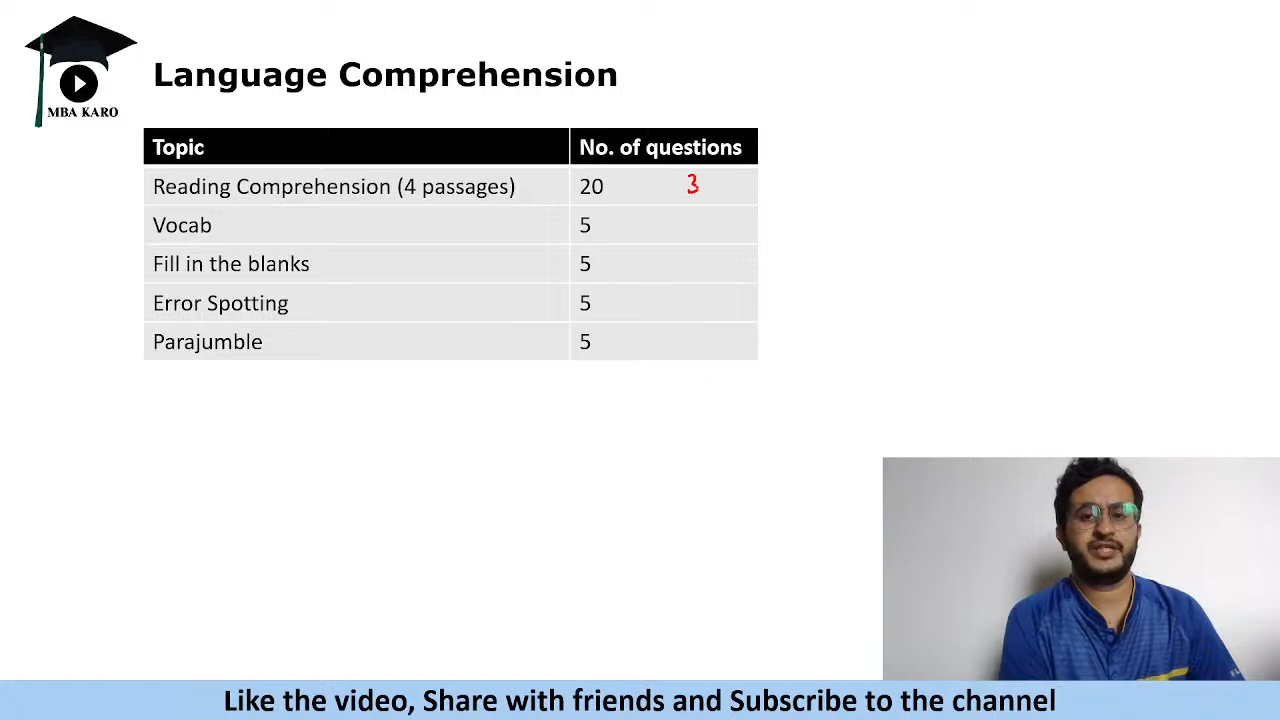 MBA KARO
Language Comprehension
Topic No. of questions
Reading Comprehension (4 passages) 20 3
Vocab 5
Fill in the blanks 5
Error Spotting 5
Parajumble 5
Like the video, Share with friends and Subscribe to the channel